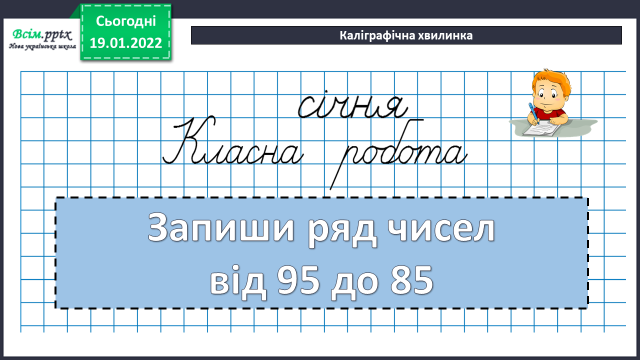 Всім.pptx
Нова українська школа
Сьогодні
19.01.2022
Каліграфічна хвилинка
січня
Класна робота
Запиши ряд чисел
від 95 до 85